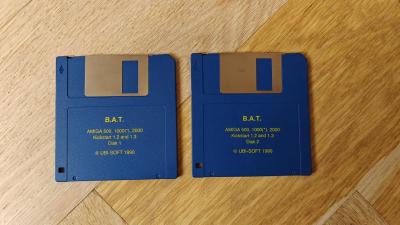 B.A.T.
AMIGA 500, 1000(*), 2000
Kickstart 1.2 and 1.3
Disk 1
© UBI-SOFT 1990
B.A.T.
AMIGA 500, 1000(*), 2000
Kickstart 1.2 and 1.3
Disk 2
© UBI-SOFT 1990